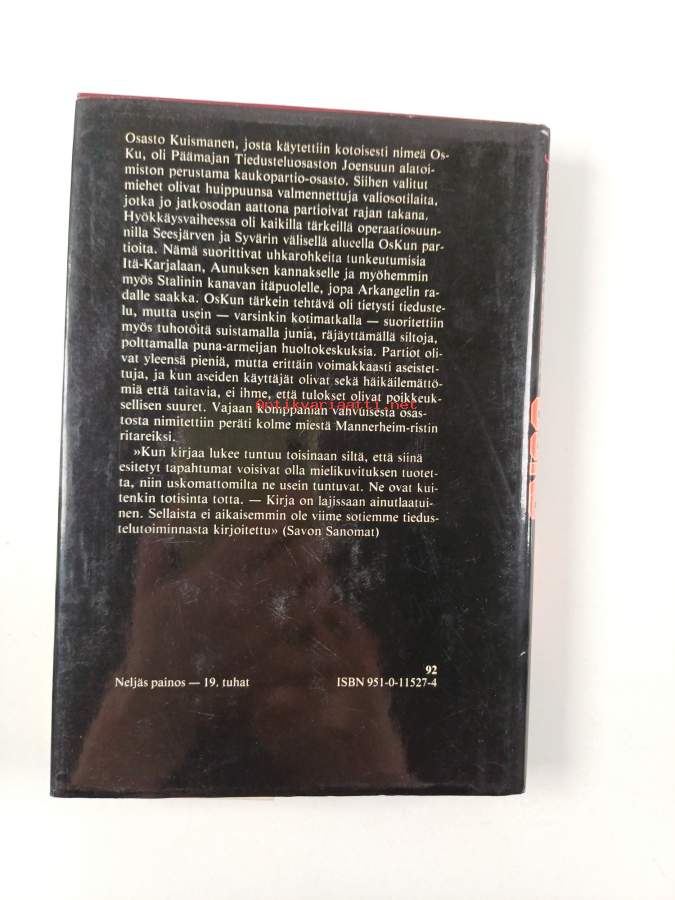 Osasto Kuismanen, josta käytettiin kotoisesti nimeä Os-
Ku, oli Päämajan Tiedusteluosaston Joensuun alatoi-
miston perustama kaukopartio-osasto. Siihen valitut
miehet olivat huippuunsa valmennettuja valiosotilaita,
jotka jo jatkosodan aattona partioivat rajan takana.
Hyökkäysvaiheessa oli kaikilla tärkeillä operaatiosuun-
nilla Seesjärven ja Syvärin välisellä alueella OsKun par-
tioita. Nämä suorittivat uhkarohkeita tunkeutumisia
Itä-Karjalaan, Aunuksen kannakselle ja myöhemmin
myös Stalinin kanavan itäpuolelle, jopa Arkangelin ra-
dalle saakka. OsKun tärkein tehtävä oli tietysti tieduste-
lu, mutta usein — varsinkin kotimatkalla — suoritettiin
myös tuhotöitä suistamalla junia, räjäyttämällä siltoja,
polttamalla puna-armeijan huoltokeskuksia. Partiot oli-
vat yleensä pieniä, mutta erittäin voimakkaasti aseistet-
tuja, ja kun aseiden käyttäjät olivat sekä häikäilemättö-
miä että taitavia, ei ihme, että tulokset olivat poikkeuk-
sellisen suuret. Vajaan komppanian vahvuisesta osas-
tosta nimitettiin peräti kolme miestä Mannerheim-ristin
ritareiksi.
»Kun kirjaa lukee tuntuu toisinaan siltä, että siinä
esitetyt tapahtumat voisivat olla mielikuvituksen tuotet-
ta, niin uskomattomilta ne usein tuntuvat. Ne ovat kui-
tenkin totisinta totta. — Kirja on lajissaan ainutlaatui-
nen. Sellaista ei aikaisemmin ole viime sotiemme tiedus-
telutoiminnasta kirjoitettu» (Savon Sanomat)
92
Neljäs painos — 19. tuhat ISBN 951-0-11527-4
Antikvariaatti.net